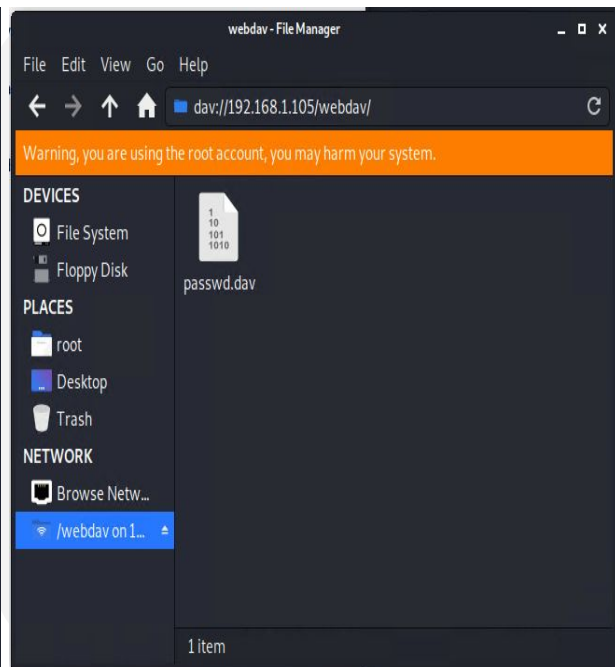 webdav - File Manager
File Edit View Go Help
dav://192.168.1.105/webdav/
Warning, you are using the root account, you may harm your system.
DEVICES
File System
Floppy Disk
PLACES
root
Desktop
Trash
NETWORK
Browse Netw...
/webdav on 1...
1
10
101
1010
passwd.dav
1 item